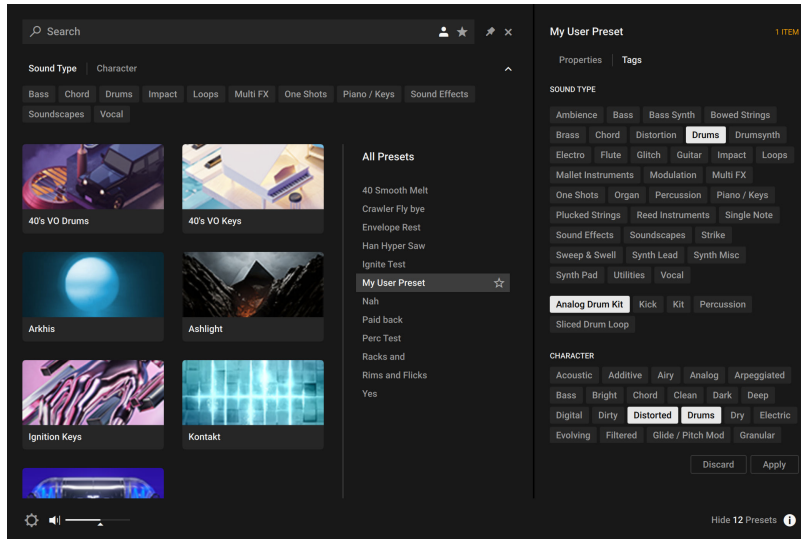 Search
Sound Type Character
Bass Chord Drums Impact Loops Multi FX One Shots Piano / Keys Sound Effects
Soundscapes Vocal
40's VO Drums
40's VO Keys
Arkhis
Ashlight
Ignition Keys
Kontakt
All Presets
40 Smooth Melt
Crawler Fly bye
Envelope Rest
Han Hyper Saw
Ignite Test
My User Preset
Nah
Paid back
Perc Test
Racks and
Rims and Flicks
Yes
My User Preset 1 ITEM
Properties Tags
SOUND TYPE
Ambience Bass Bass Synth Bowed Strings
Brass Chord Distortion Drums Drumsynth
Electro Flute Glitch Guitar Impact Loops
Mallet Instruments Modulation Multi FX
One Shots Organ Percussion Piano / Keys
Plucked Strings Reed Instruments Single Note
Sound Effects Soundscapes Strike
Sweep & Swell Synth Lead Synth Misc
Synth Pad Utilities Vocal
Analog Drum Kit Kick Kit Percussion
Sliced Drum Loop
CHARACTER
Acoustic Additive Airy Analog Arpeggiated
Bass Bright Chord Clean Dark Deep
Digital Dirty Distorted Drums Dry Electric
Evolving Filtered Glide / Pitch Mod Granular
Discard Apply
Hide 12 Presets